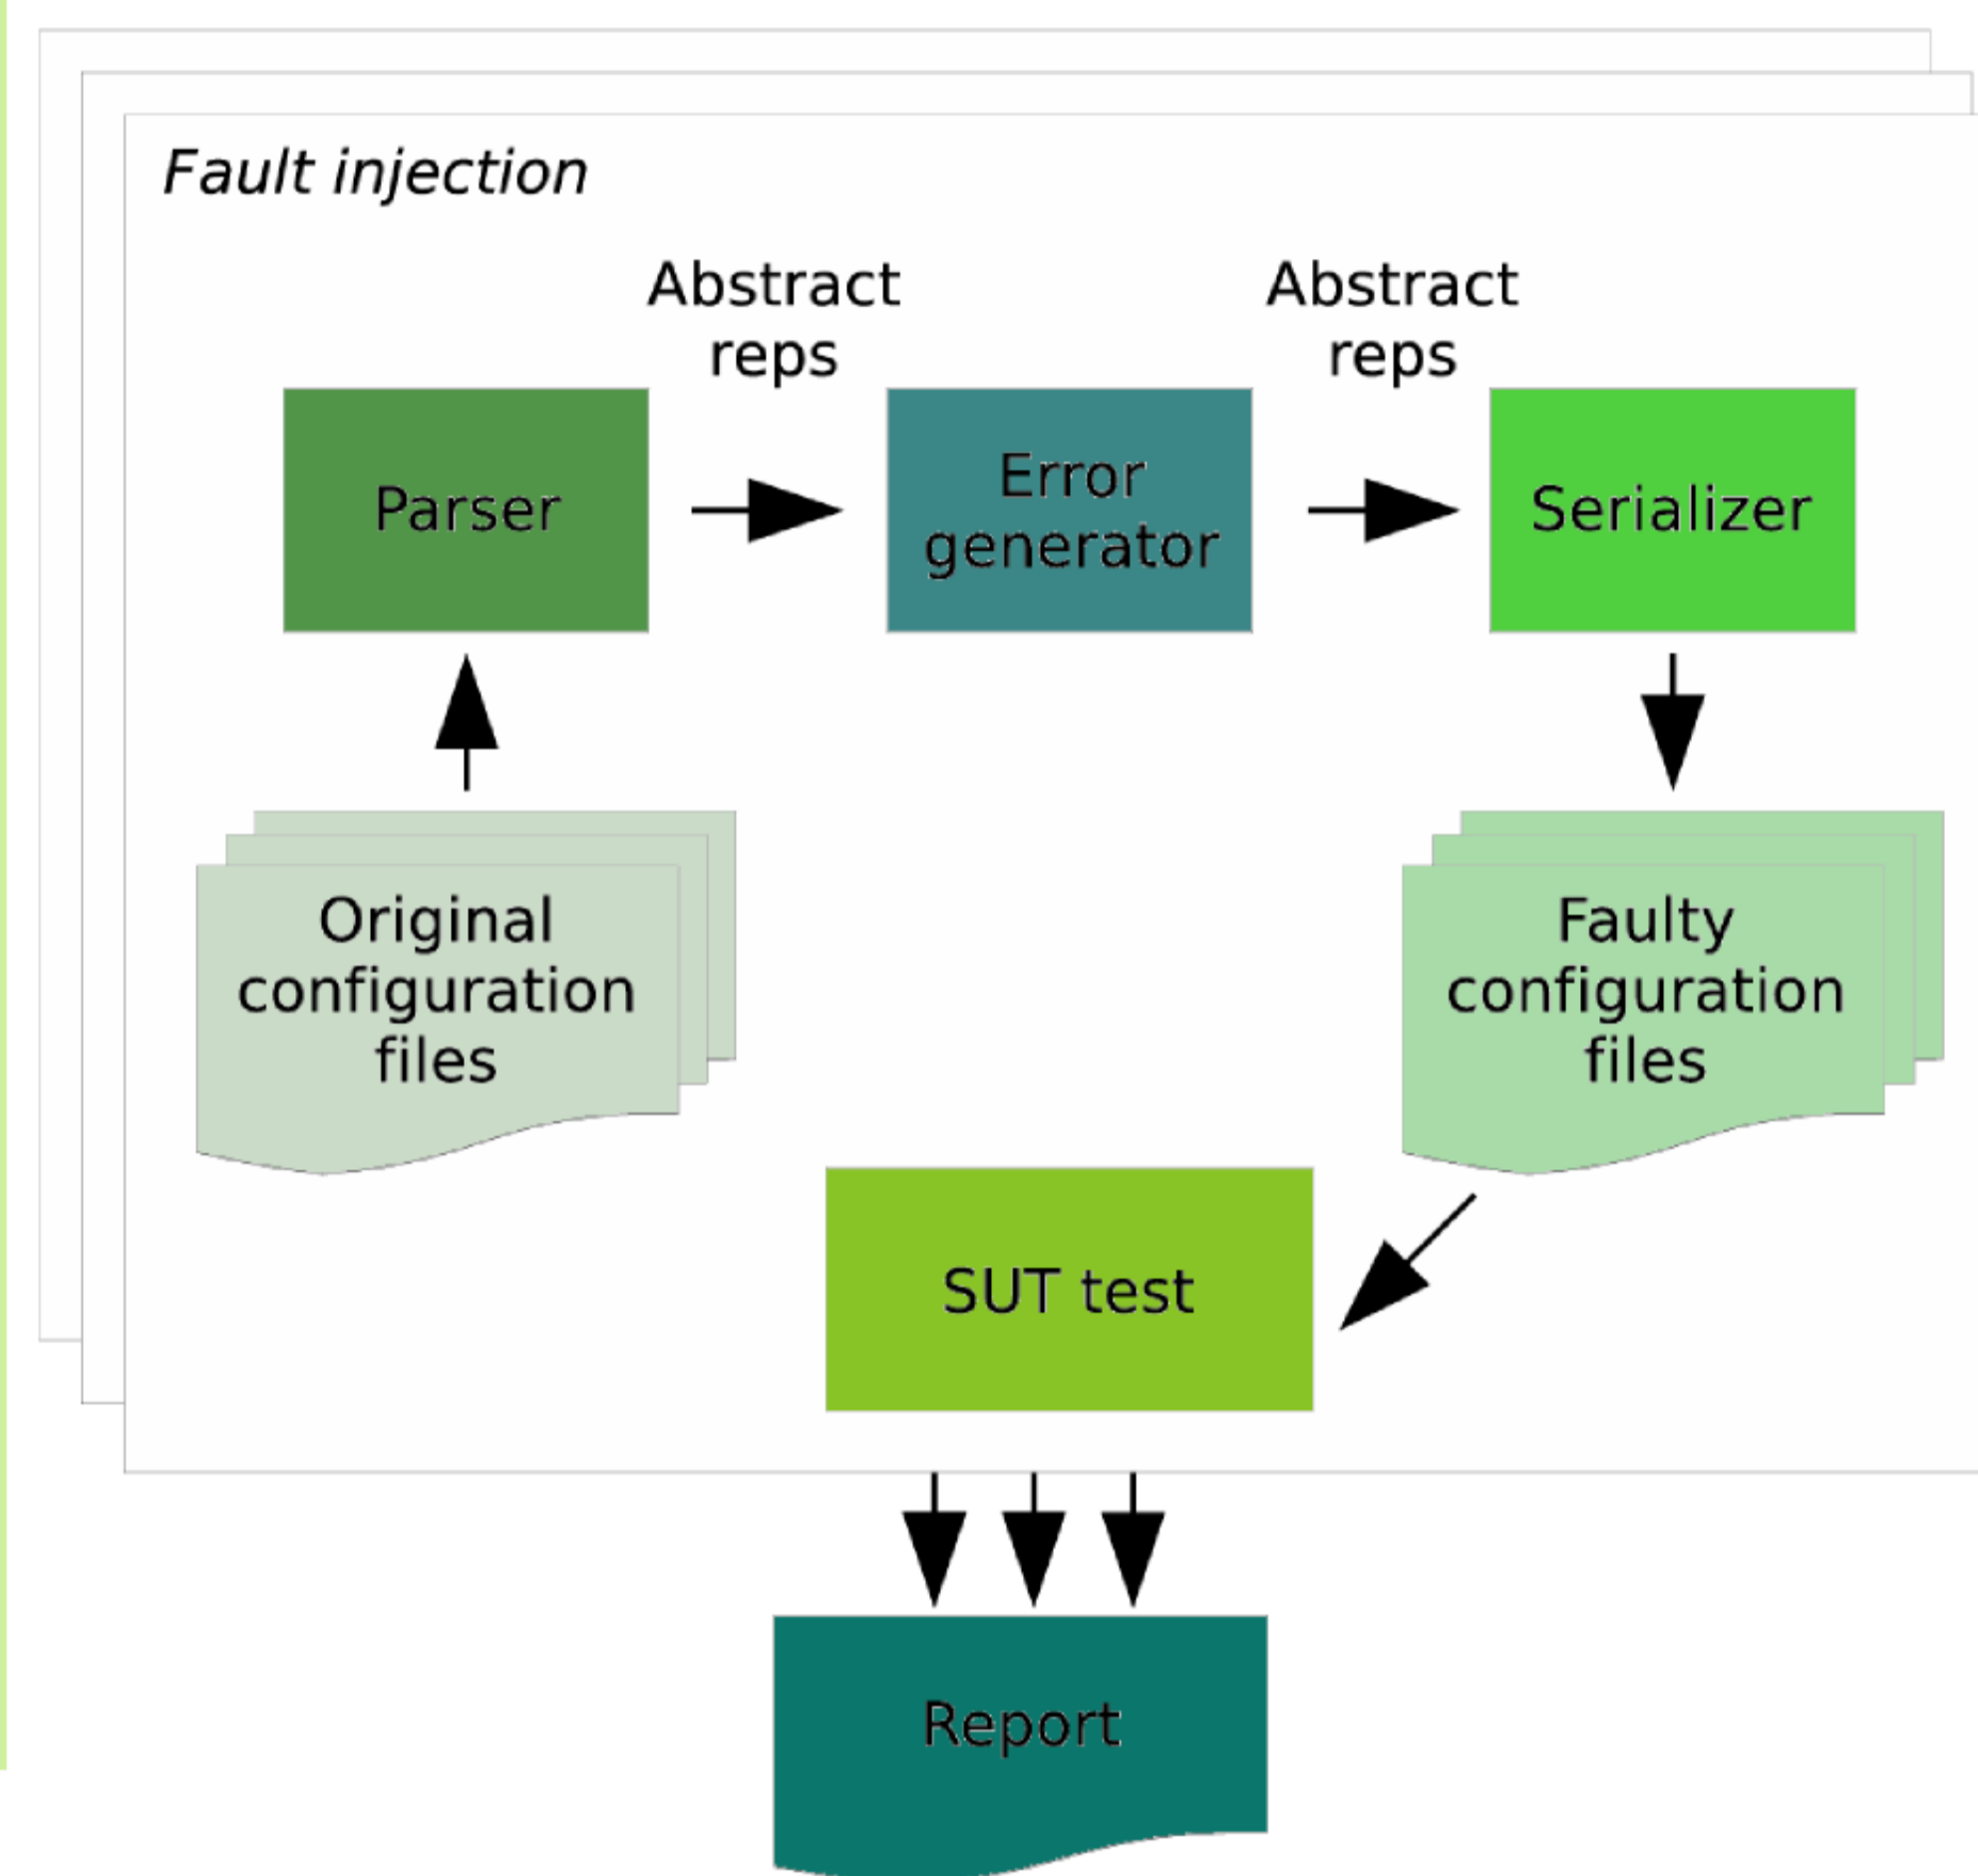 Fault injection
Abstract
reps
Abstract
reps
Parser
Error
generator
Serializer
Original
configuration
files
Faulty
configuration
files
SUT test
Report